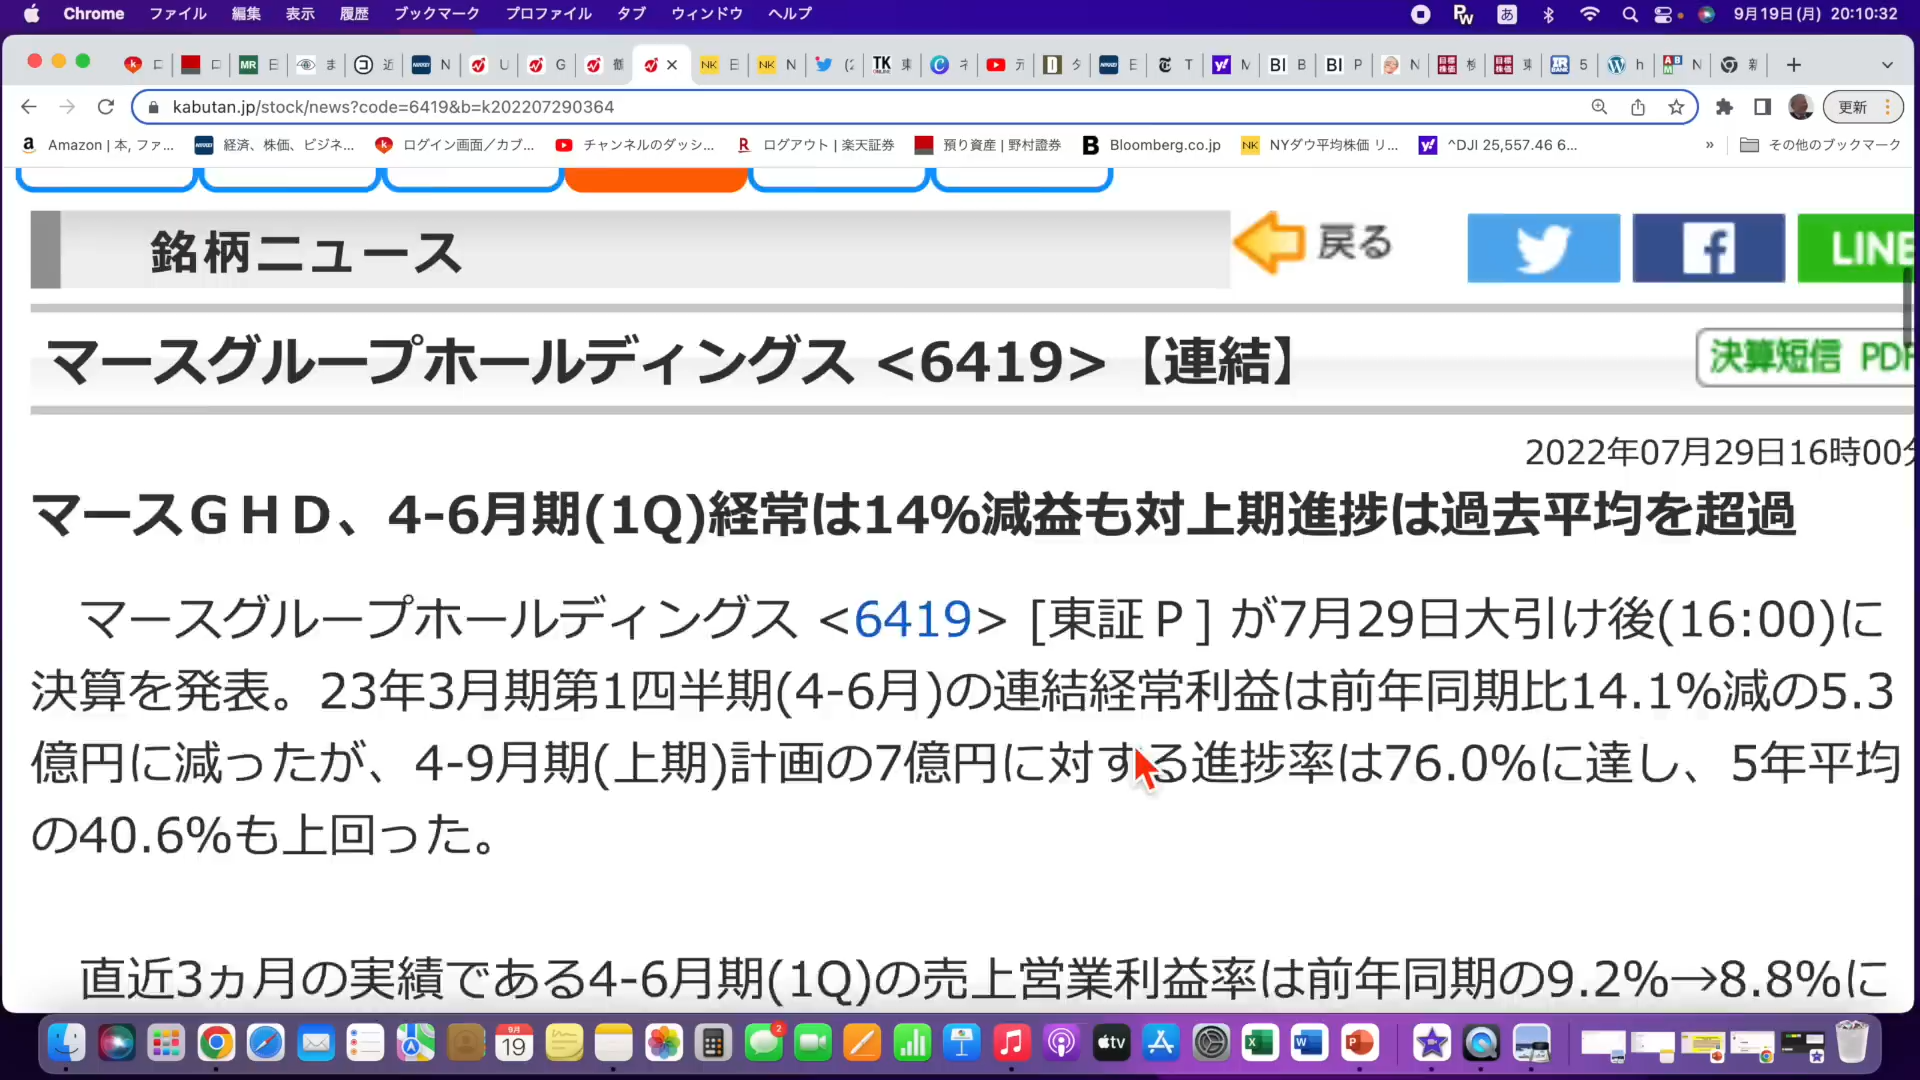 Chrome ファイル 編集 表示 履歴 ブックマーク プロファイル タブ ウィンドウ ヘルプ あ 9月19日(月) 20:10:32
MR NK NK TK BI BI
kabutan.jp/stock/news?code=6419&b=k202207290364 更新
Amazon | 本, ファ... 経済、株価、ビジネ... ログイン画面／カブ... チャンネルのダッシ... ログアウト | 楽天証券 預り資産 | 野村證券 Bloomberg.co.jp NYダウ平均株価 リ... ^DJI 25,557.46 6... » その他のブックマーク
銘柄ニュース 戻る LINE
マースグループホールディングス <6419>【連結】 決算短信 PDF
2022年07月29日16時00分
マースＧＨＤ、4-6月期(1Q)経常は14%減益も対上期進捗は過去平均を超過
マースグループホールディングス <6419> [東証Ｐ] が7月29日大引け後(16:00)に
決算を発表。23年3月期第1四半期(4-6月)の連結経常利益は前年同期比14.1%減の5.3
億円に減ったが、4-9月期(上期)計画の7億円に対する進捗率は76.0%に達し、5年平均
の40.6%も上回った。
直近3ヵ月の実績である4-6月期(1Q)の売上営業利益率は前年同期の9.2%→8.8%に
9月 19 2 tv